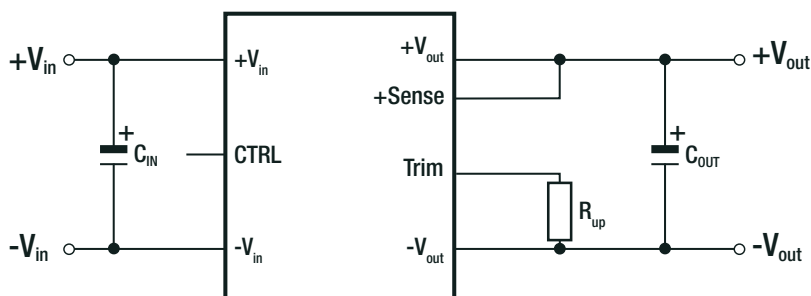 +Vin
+Vin
+Vout
+Vout
+Sense
+
CIN
CTRL
+
COUT
Trim
Rup
-Vin
-Vin
-Vout
-Vout